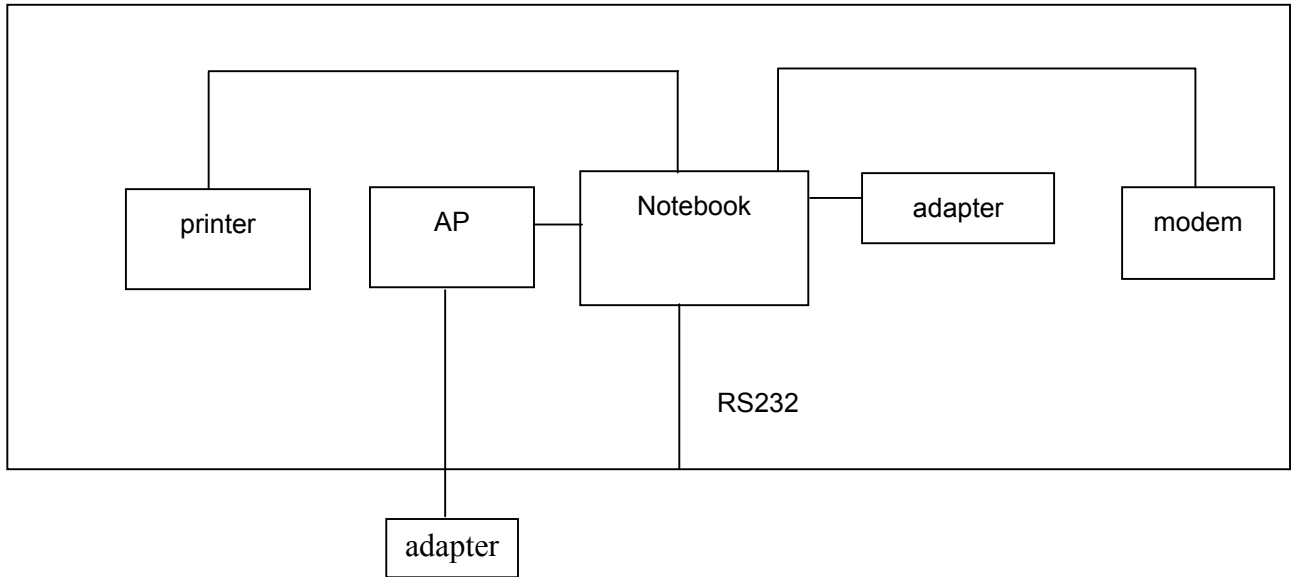 printer
AP
Notebook
adapter
modem
RS232
adapter